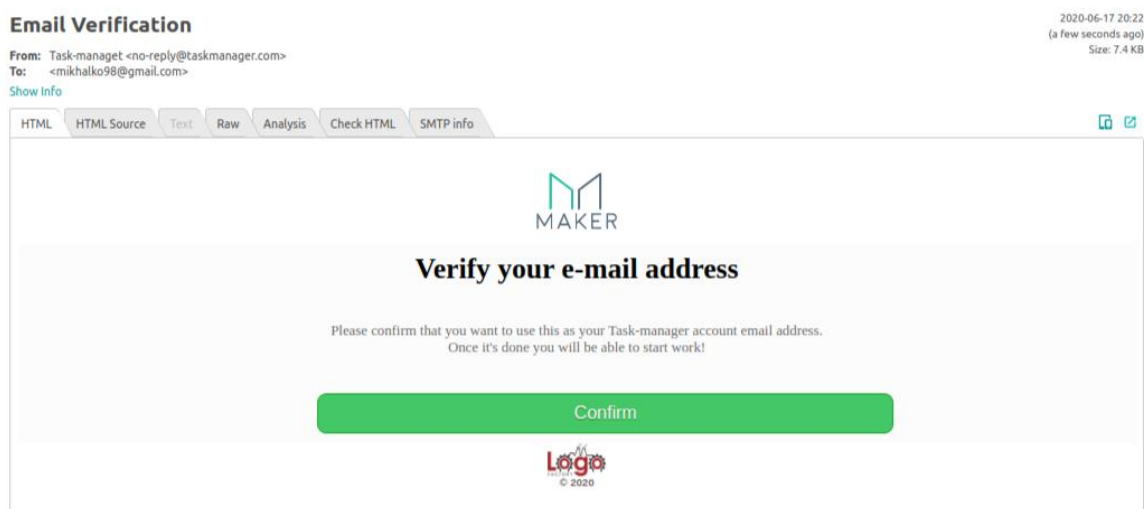 Email Verification
2020-06-17 20:22
(a few seconds ago)
Size: 7.4 KB
From: Task-managet <no-reply@taskmanager.com>
To: <mikhalko98@gmail.com>
Show Info
HTML HTML Source Text Raw Analysis Check HTML SMTP info
MAKER
Verify your e-mail address
Please confirm that you want to use this as your Task-manager account email address.
Once it's done you will be able to start work!
Confirm
Logo
© 2020